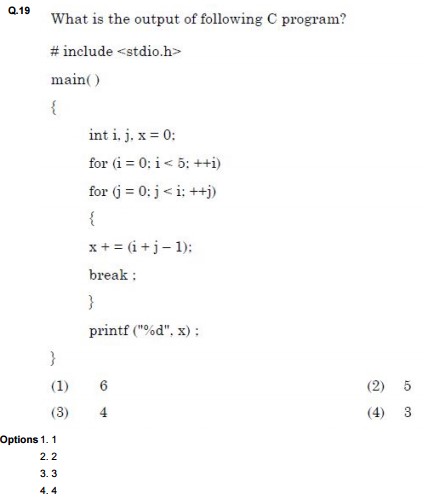 Q.19 What is the output of following C program?
# include <stdio.h>
main( )
{
int i, j, x = 0;
for (i = 0; i < 5; ++i)
for (j = 0; j < i; ++j)
{
x + = (i + j – 1);
break ;
}
printf ("%d", x) ;
}
(1) 6 (2) 5
(3) 4 (4) 3
Options 1. 1
2. 2
3. 3
4. 4